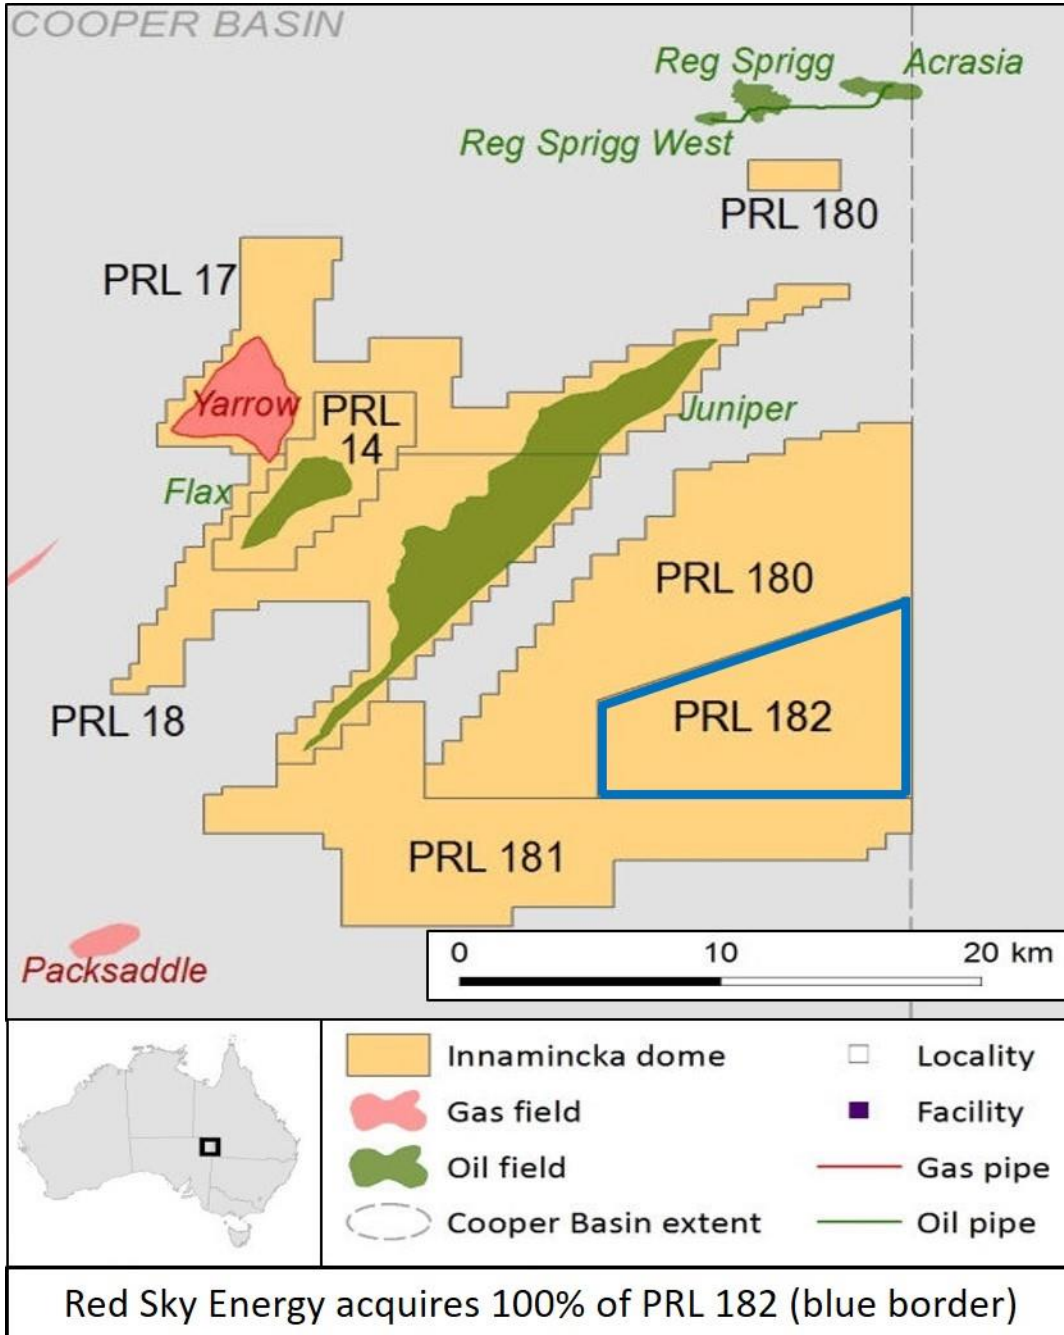 COOPER BASIN
Reg Sprigg
Acrasia
Reg Sprigg West
PRL 180
PRL 17
Yarrow
PRL
14
Juniper
Flax
PRL 180
PRL 182
PRL 18
PRL 181
Packsaddle
0 10 20 km
Innamincka dome
Locality
Gas field
Facility
Oil field
Gas pipe
Cooper Basin extent
Oil pipe
Red Sky Energy acquires 100% of PRL 182 (blue border)